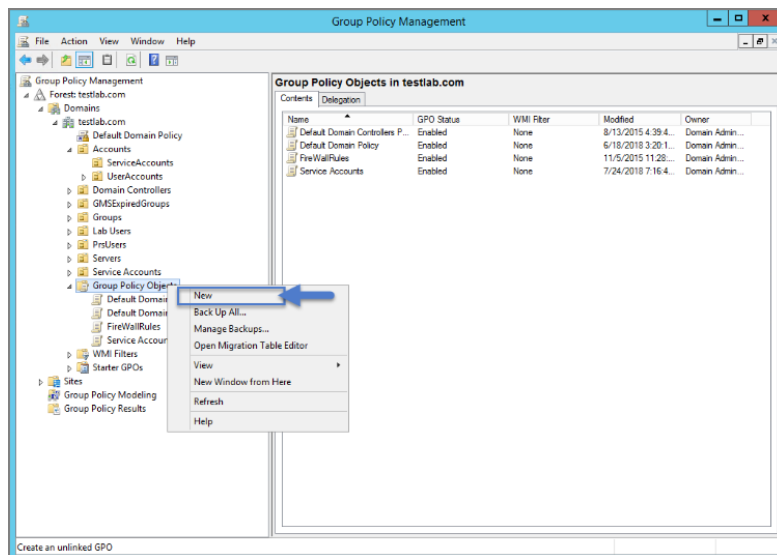 Group Policy Management
File Action View Window Help
Group Policy Management
Forest: testlab.com
Domains
testlab.com
Default Domain Policy
Accounts
ServiceAccounts
UserAccounts
Domain Controllers
GMSExpiredGroups
Groups
Lab Users
PrsUsers
Servers
Service Accounts
Group Policy Objects
Default Domain
Default Domain
FireWallRules
Service Accoun
WMI Filters
Starter GPOs
Sites
Group Policy Modeling
Group Policy Results
New
Back Up All...
Manage Backups...
Open Migration Table Editor
View
New Window from Here
Refresh
Help
Group Policy Objects in testlab.com
Contents Delegation
Name GPO Status WMI Filter Modified Owner
Default Domain Controllers P... Enabled None 8/13/2015 4:39:4... Domain Admin...
Default Domain Policy Enabled None 6/18/2018 3:20:1... Domain Admin...
FireWallRules Enabled None 11/5/2015 11:28:... Domain Admin...
Service Accounts Enabled None 7/24/2018 7:16:4... Domain Admin...
Create an unlinked GPO